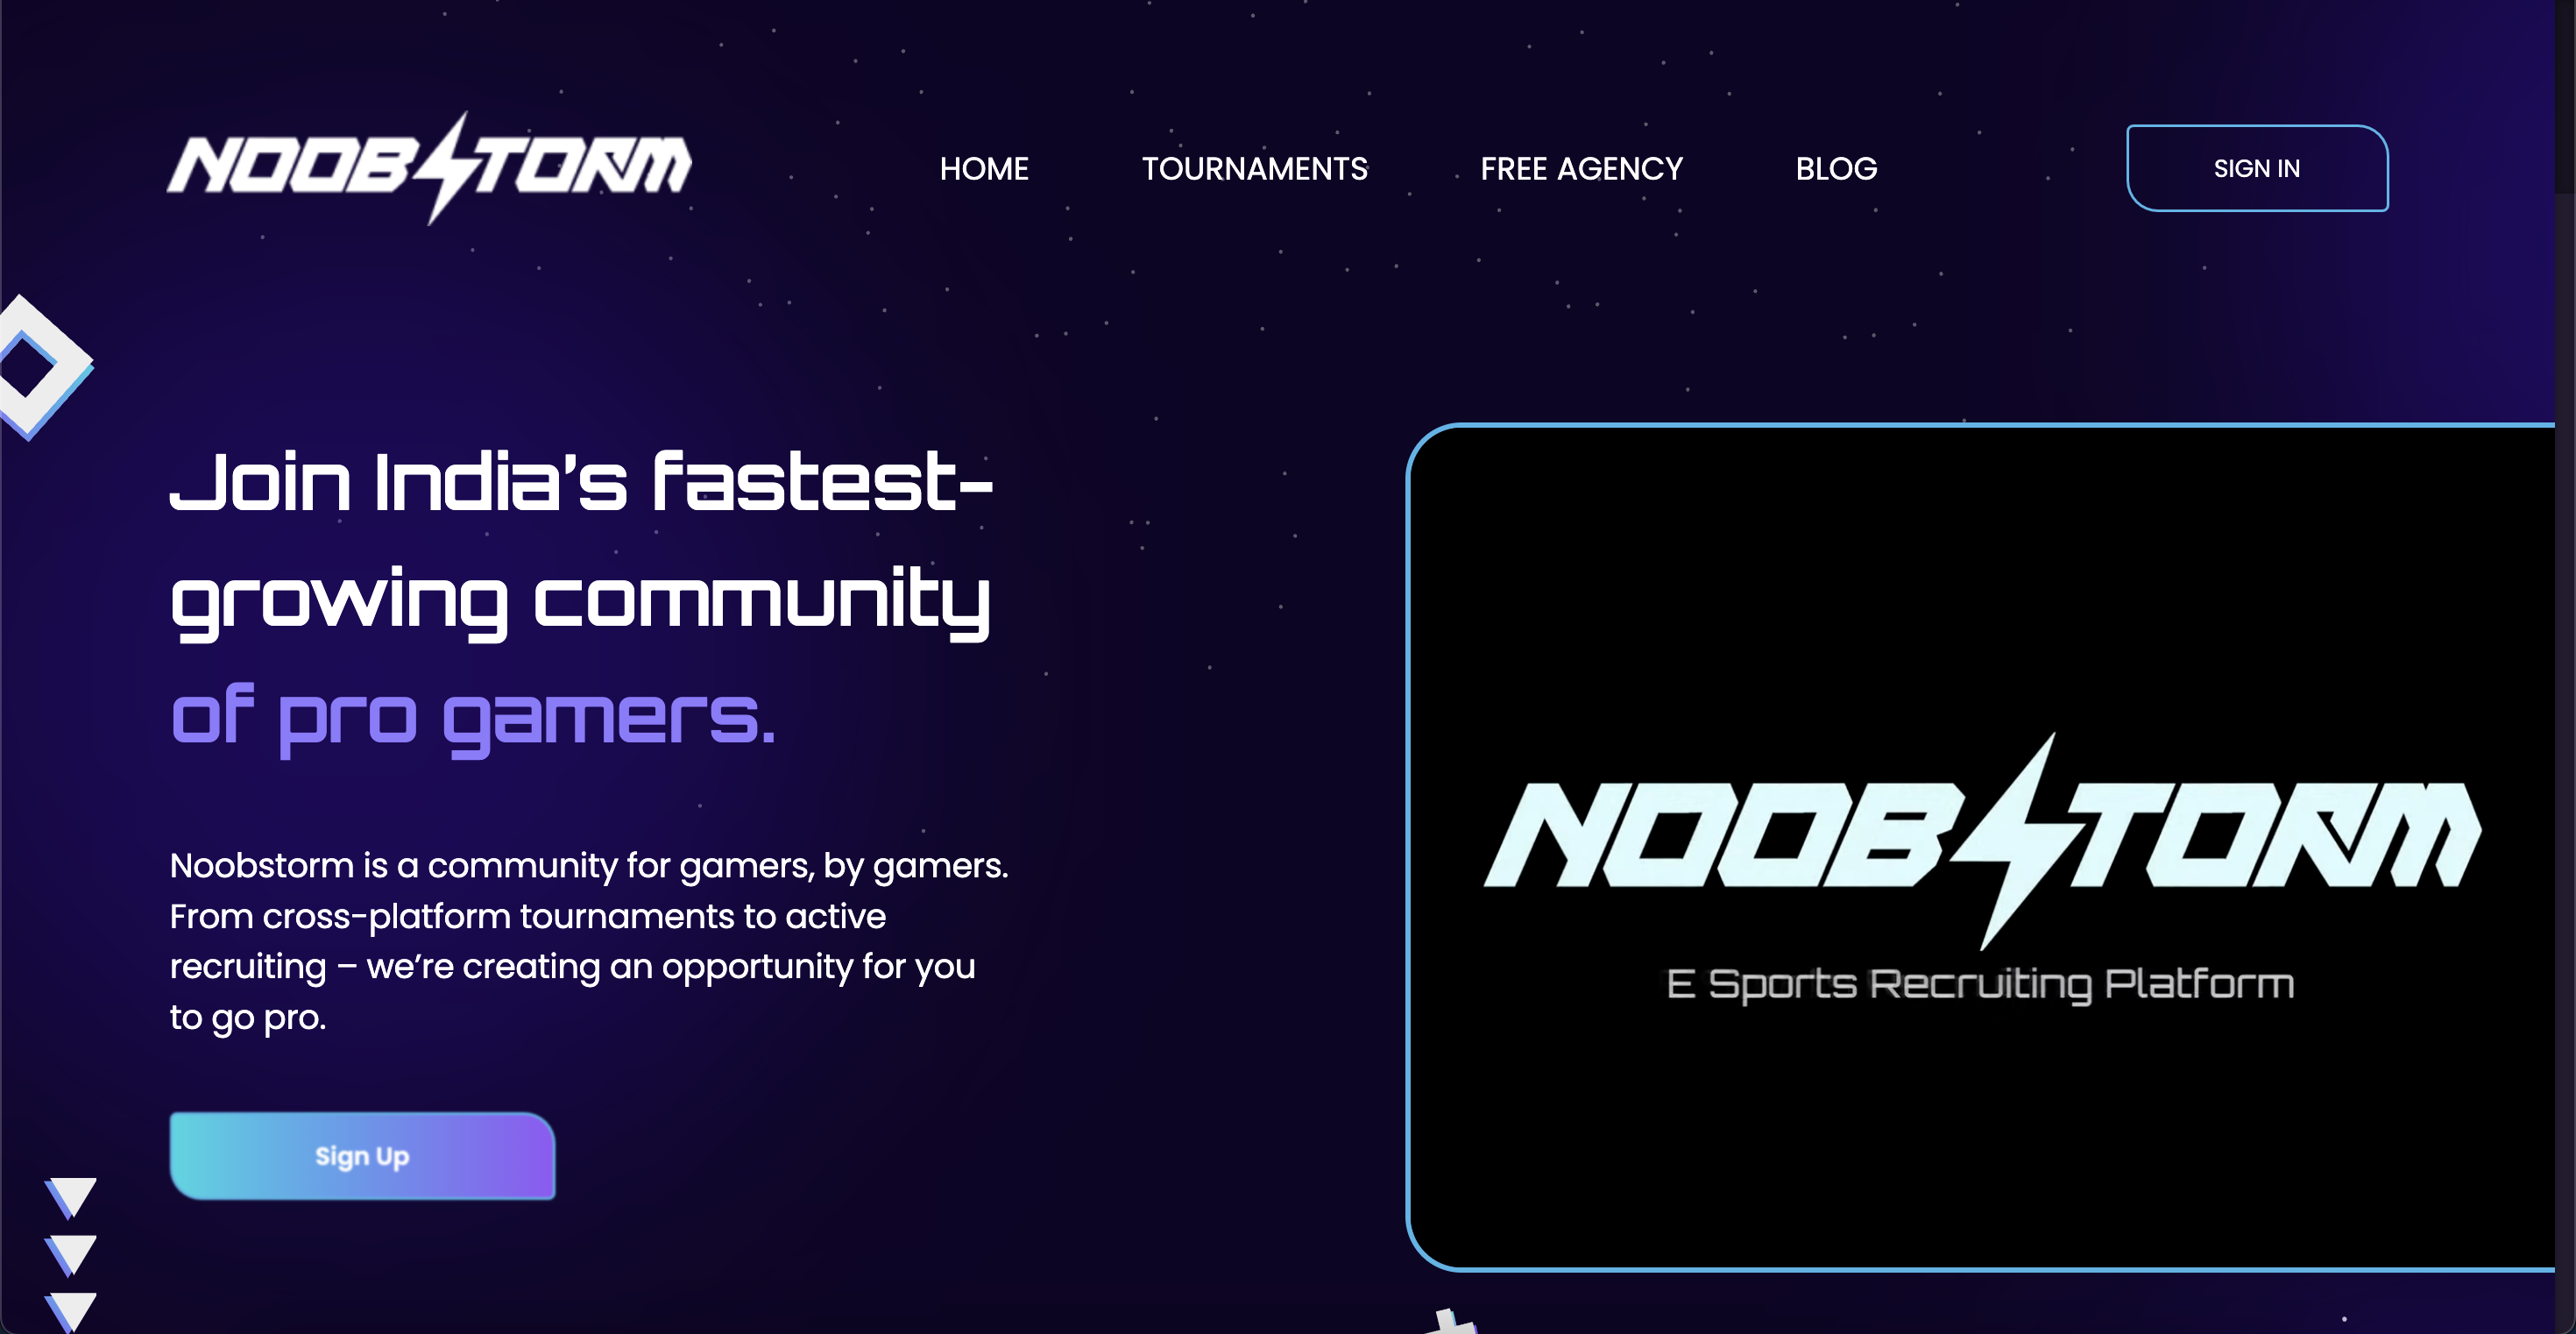 NOOBSTORM
HOME
TOURNAMENTS
FREE AGENCY
BLOG
SIGN IN
Join India’s fastest-
growing community
of pro gamers.
Noobstorm is a community for gamers, by gamers.
From cross-platform tournaments to active
recruiting – we’re creating an opportunity for you
to go pro.
Sign Up
NOOBSTORM
E Sports Recruiting Platform